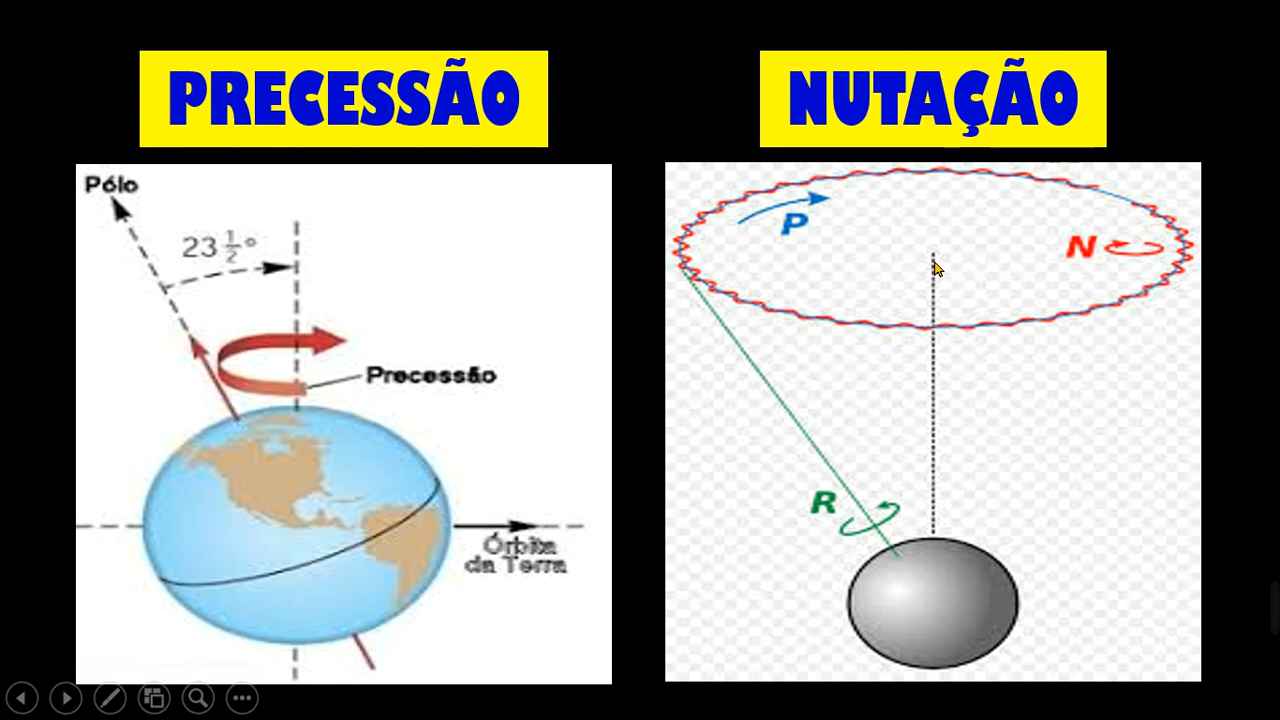 PRECESSÃO
NUTAÇÃO
Pólo
23 1/2°
Precessão
Órbita
da Terra
P
N
R